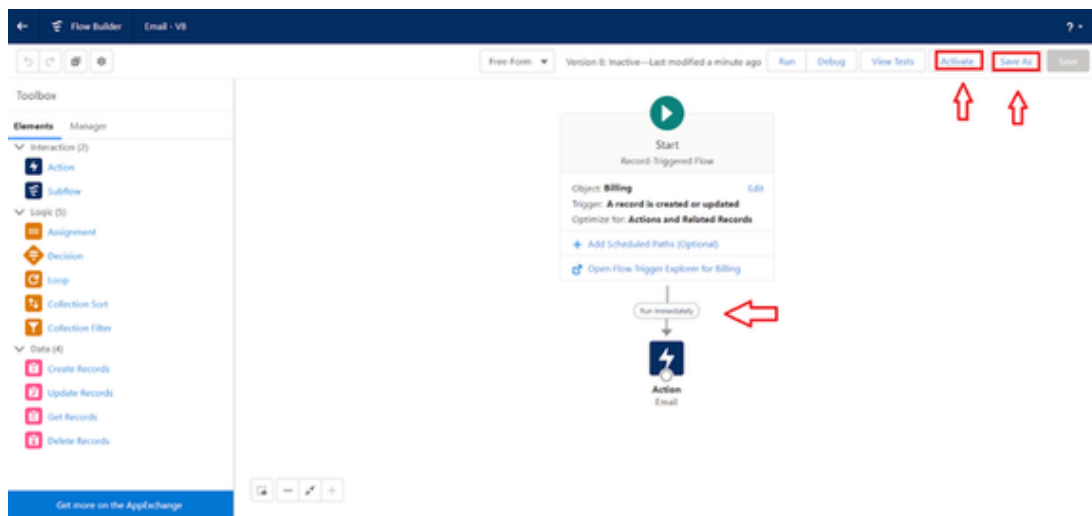 Flow Builder Email - V8 ?
Free-Form Version 8: Inactive—Last modified a minute ago Run Debug View Tests Activate Save As Save
Toolbox
Elements Manager
Interaction (2)
Action
Subflow
Logic (5)
Assignment
Decision
Loop
Collection Sort
Collection Filter
Data (4)
Create Records
Update Records
Get Records
Delete Records
Get more on the AppExchange
Start
Record-Triggered Flow
Object: Billing Edit
Trigger: A record is created or updated
Optimize for: Actions and Related Records
+ Add Scheduled Paths (Optional)
Open Flow Trigger Explorer for Billing
Run Immediately
Action
Email